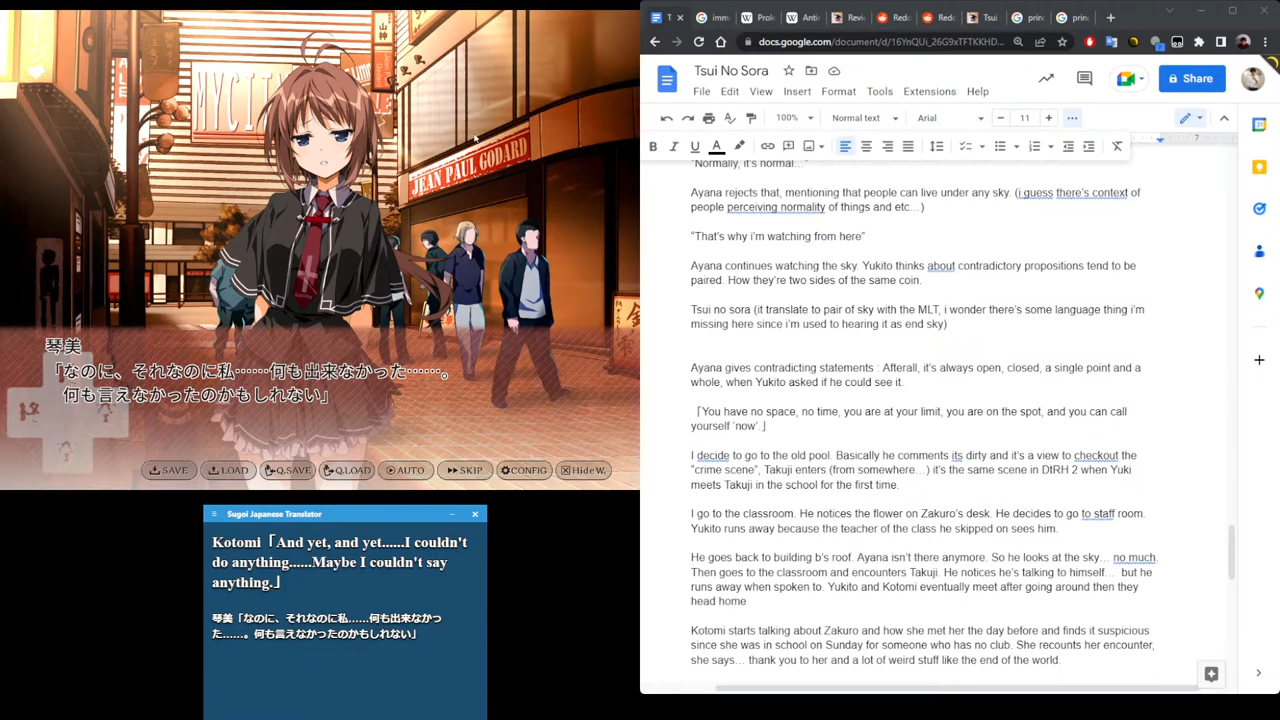 山神
MYCITY
JEAN PAUL GODARD
琴美
「なのに、それなのに私……何も出来なかった……。
何も言えなかったのかもしれない」
SAVE
LOAD
Q.SAVE
Q.LOAD
AUTO
SKIP
CONFIG
Hide W.
Sugoi Japanese Translator
Kotomi「And yet, and yet......I couldn't
do anything......Maybe I couldn't say
anything.」
琴美「なのに、それなのに私……何も出来なかっ
た……。何も言えなかったのかもしれない」
T
imm
Prolo
Anti
Revie
Redd
Redd
Tsui
princ
princ
docs.google.com/document/d/16YnQUi_26G9xTFTKKHD...
Tsui No Sora
Share
File Edit View Insert Format Tools Extensions Help
100% Normal text Arial 11
7
"Normally, it's normal…"
Ayana rejects that, mentioning that people can live under any sky. (i guess there's context of
people perceiving normality of things and etc…)
“That's why i'm watching from here”
Ayana continues watching the sky. Yukito thinks about contradictory propositions tend to be
paired. How they're two sides of the same coin.
Tsui no sora (it translate to pair of sky with the MLT, i wonder there's some language thing i'm
missing here since i'm used to hearing it as end sky)
Ayana gives contradicting statements : Afterall, it's always open, closed, a single point and a
whole, when Yukito asked if he could see it.
「You have no space, no time, you are at your limit, you are on the spot, and you can call
yourself 'now'.」
I decide to go to the old pool. Basically he comments its dirty and it's a view to checkout the
“crime scene”, Takuji enters (from somewhere…) it's the same scene in DtRH 2 when Yuki
meets Takuji in the school for the first time.
I go to the classroom. He notices the flower on Zakuro's desk. He decides to go to staff room.
Yukito runs away because the teacher of the class he skipped on sees him.
He goes back to building b's roof. Ayana isn't there anymore. So he looks at the sky… no much.
Then goes to the classroom and encounters Takuji. He notices he's talking to himself… but he
runs away when spoken to. Yukito and Kotomi eventually meet after going around then they
head home
Kotomi starts talking about Zakuro and how she met her the day before and finds it suspicious
since she was in school on Sunday for someone who has no club. She recounts her encounter,
she says… thank you to her and a lot of weird stuff like the end of the world.